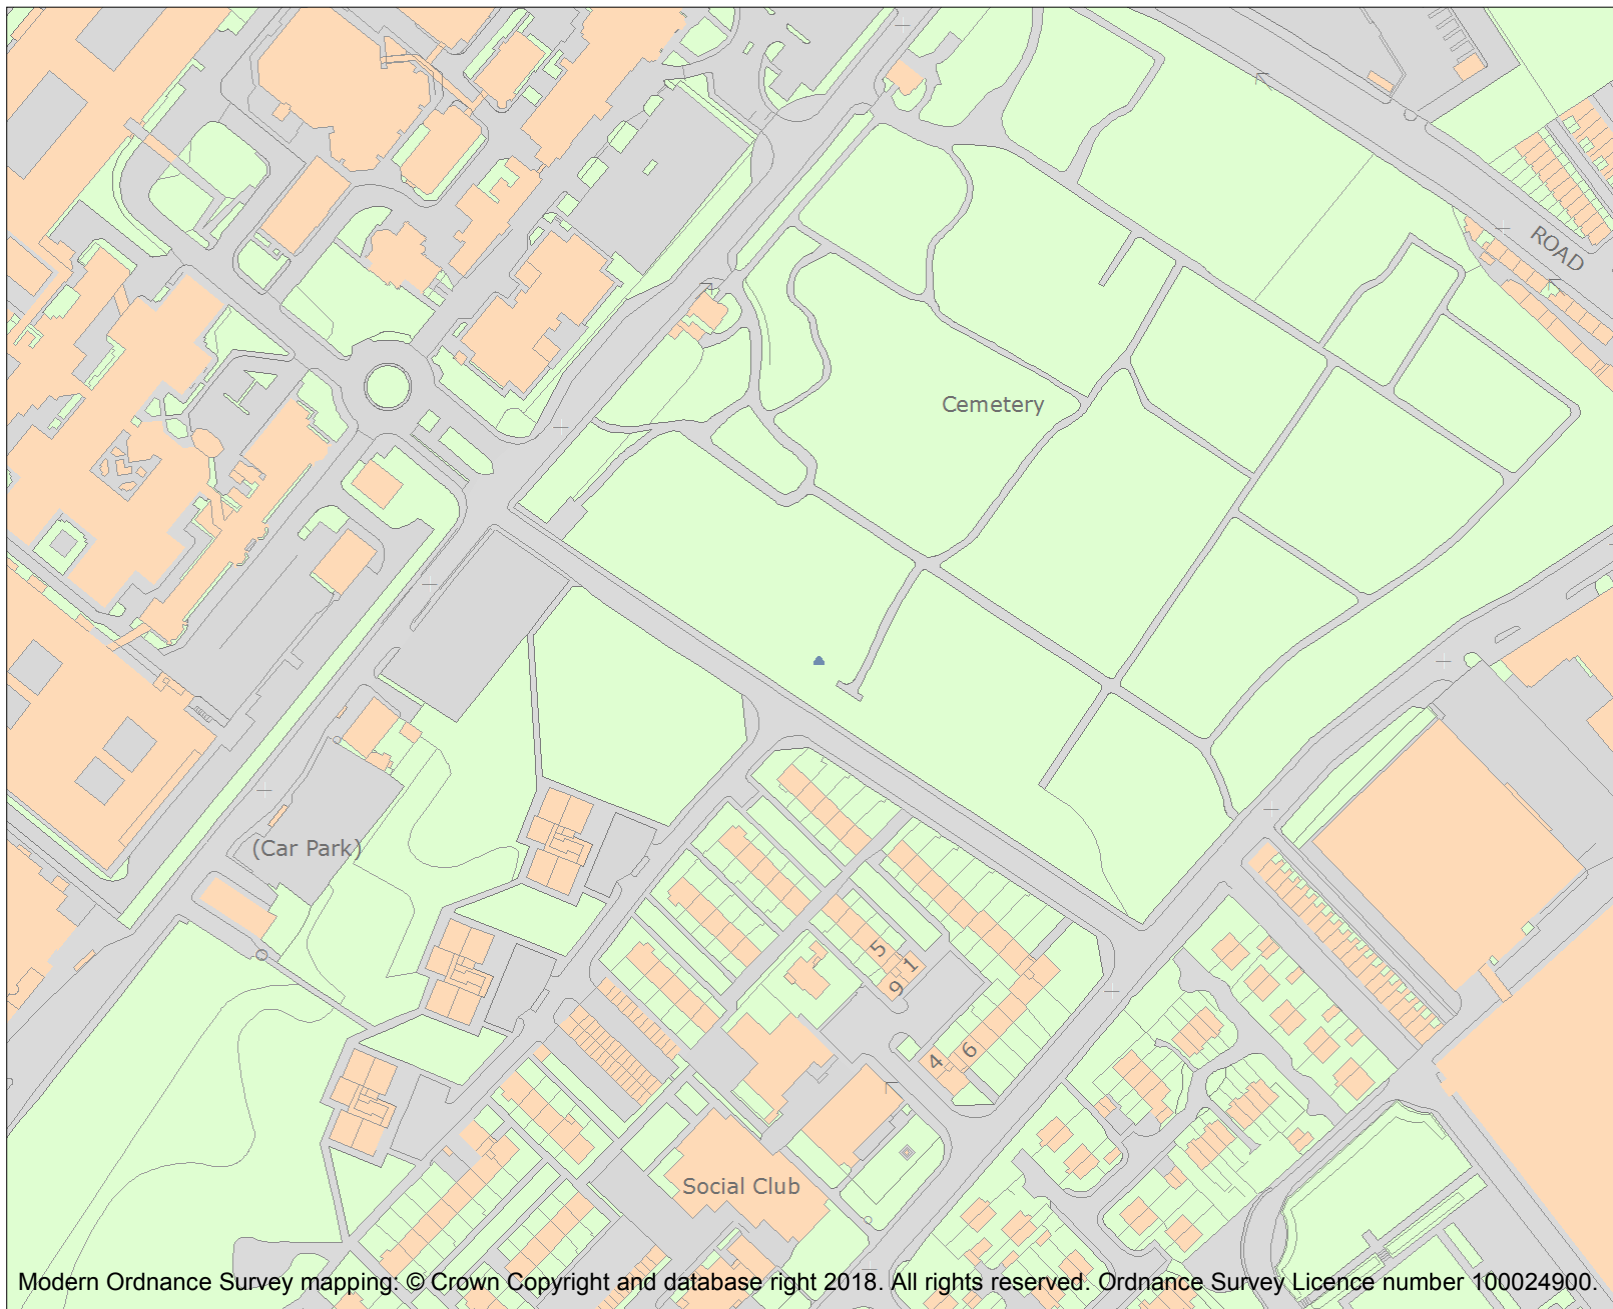 ROAD
Cemetery
(Car Park)
5
1
9
4
6
Social Club
Modern Ordnance Survey mapping: © Crown Copyright and database right 2018. All rights reserved. Ordnance Survey Licence number 100024900.